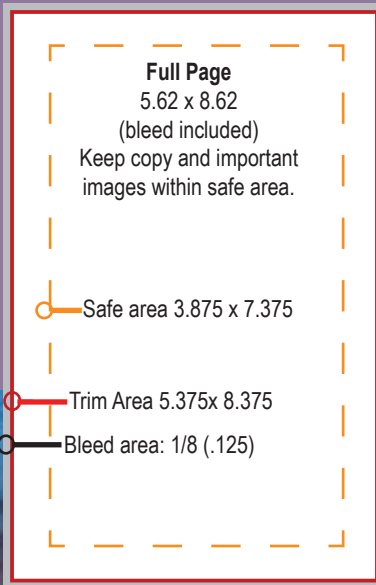 Full Page
5.62 x 8.62
(bleed included)
Keep copy and important
images within safe area.
Safe area 3.875 x 7.375
Trim Area 5.375x 8.375
Bleed area: 1/8 (.125)